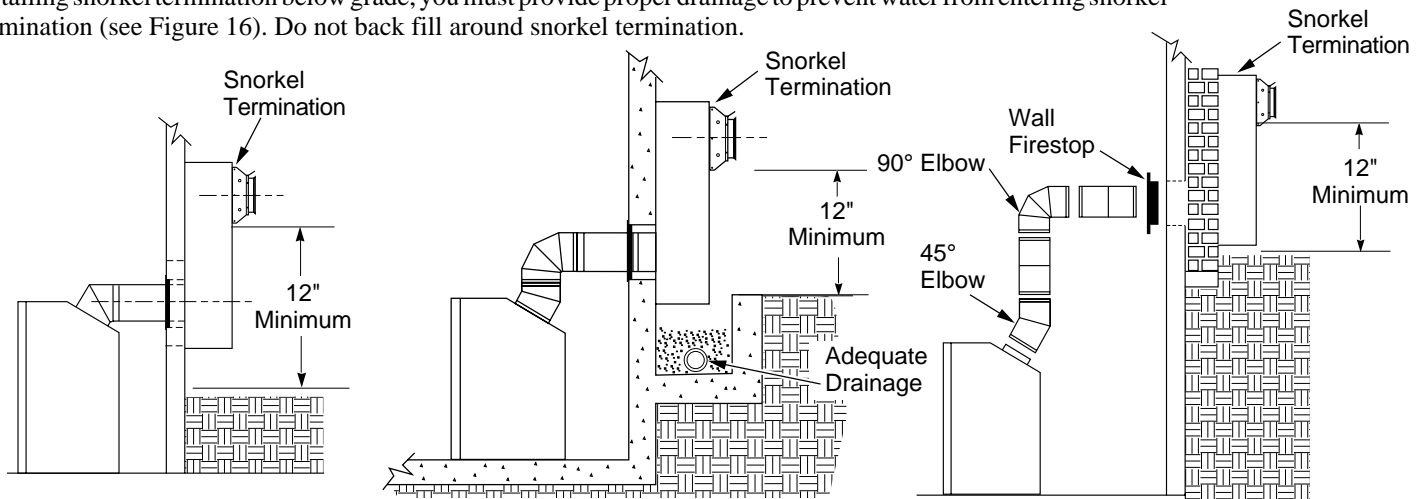 snorkel termination below grade, you must provide proper drainage to prevent water from entering snorkel
(see Figure 16). Do not back fill around snorkel termination.
Snorkel
Termination
12"
Minimum
Snorkel
Termination
12"
Minimum
Adequate
Drainage
Snorkel
Termination
Wall
Firestop
90° Elbow
45°
Elbow
12"
Minimum